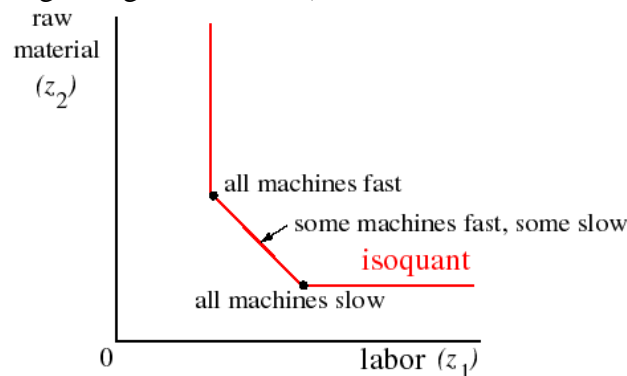 raw
material
(z2)
all machines fast
some machines fast, some slow
isoquant
all machines slow
0
labor (z1)